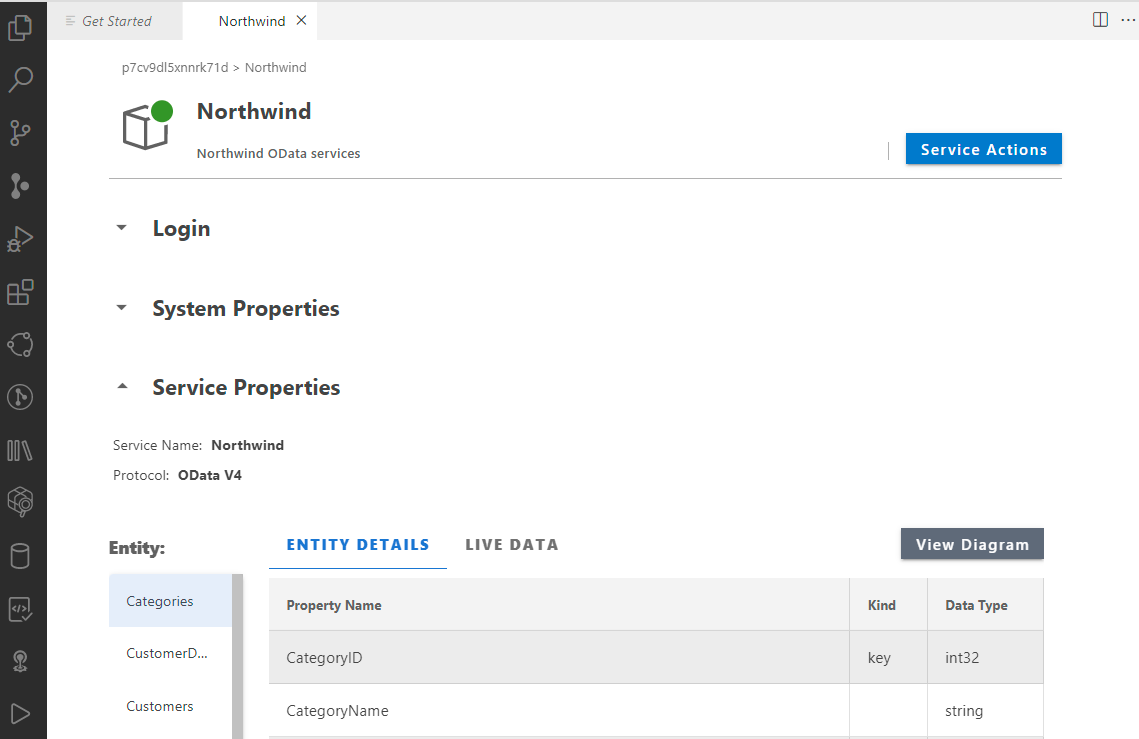 Get Started
Northwind
p7cv9dl5xnnrk71d > Northwind
Northwind
Northwind OData services
Service Actions
Login
System Properties
Service Properties
Service Name: Northwind
Protocol: OData V4
Entity:
ENTITY DETAILS LIVE DATA
View Diagram
Categories
CustomerD...
Customers
Property Name Kind Data Type
CategoryID key int32
CategoryName string